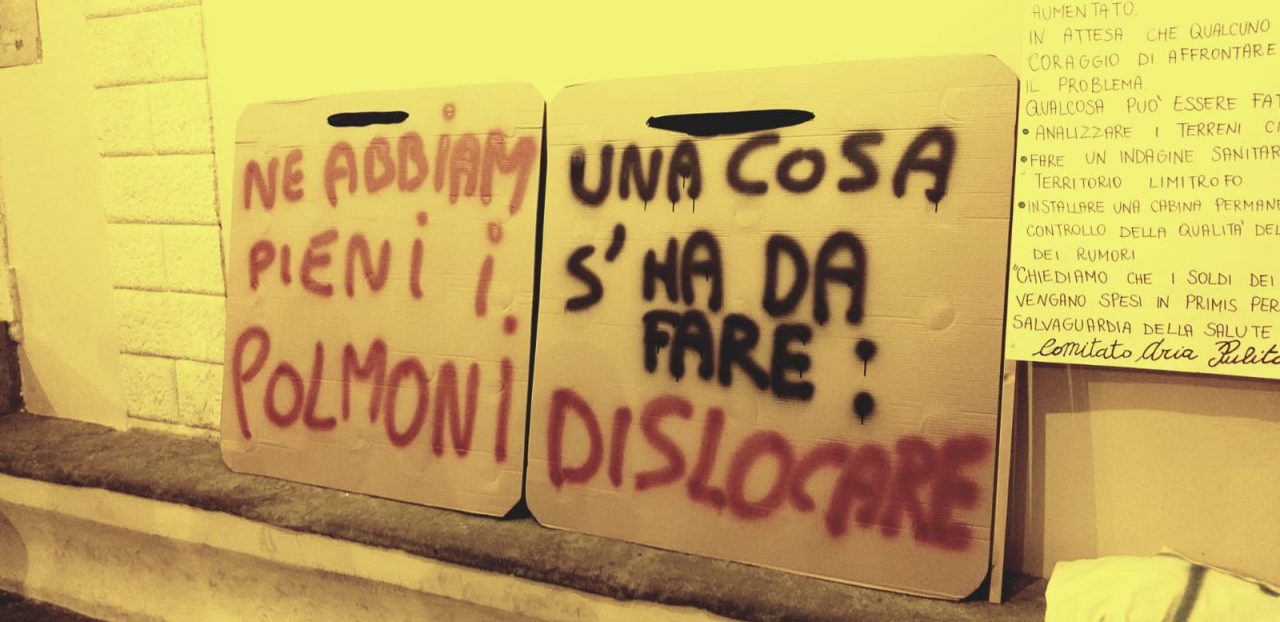 NE ABBiAM
PiENi i
POLMONi
UNA COSA
S'HA DA
FARE:
DISLOCARE
AUMENTATO.
IN ATTESA CHE QUALCUNO
CORAGGIO DI AFFRONTARE
IL PROBLEMA
QUALCOSA PUO' ESSERE
• ANALIZZARE I TERRENI
• FARE UN INDAGINE
TERRITORIO LIMITROFO
• INSTALLARE UNA CABINA
CONTROLLO DELLA QUALITA'
DEI RUMORI
"CHIEDIAMO CHE I SOLDI DEI
VENGANO SPESI IN PRIMIS
SALVAGUARDIA DELLA SALUTE
Comitato Aria